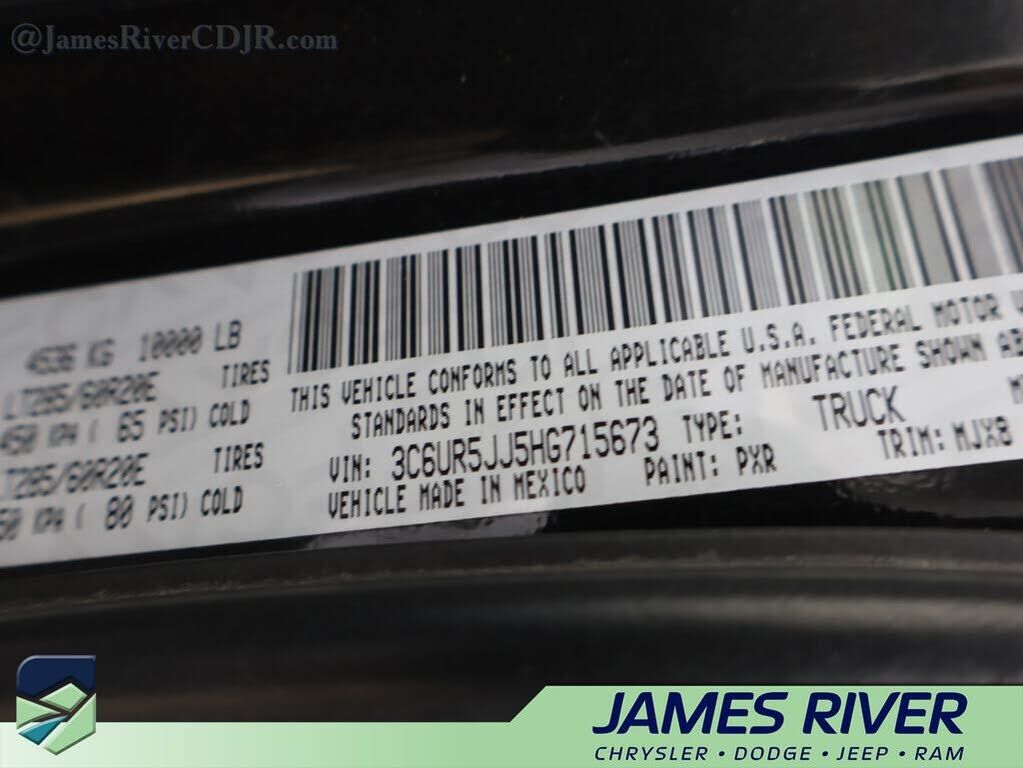 @JamesRiverCDJR.com
4536 KG 10000 LB
LT285/60R20E TIRES
450 KPA ( 65 PSI) COLD
LT285/60R20E TIRES
50 KPA ( 80 PSI) COLD
THIS VEHICLE CONFORMS TO ALL APPLICABLE U.S.A. FEDERAL MOTOR
STANDARDS IN EFFECT ON THE DATE OF MANUFACTURE SHOWN AB
VIN: 3C6UR5JJ5HG715673 TYPE: TRUCK
VEHICLE MADE IN MEXICO PAINT: PXR TRIM: MJX8
JAMES RIVER
CHRYSLER • DODGE • JEEP • RAM